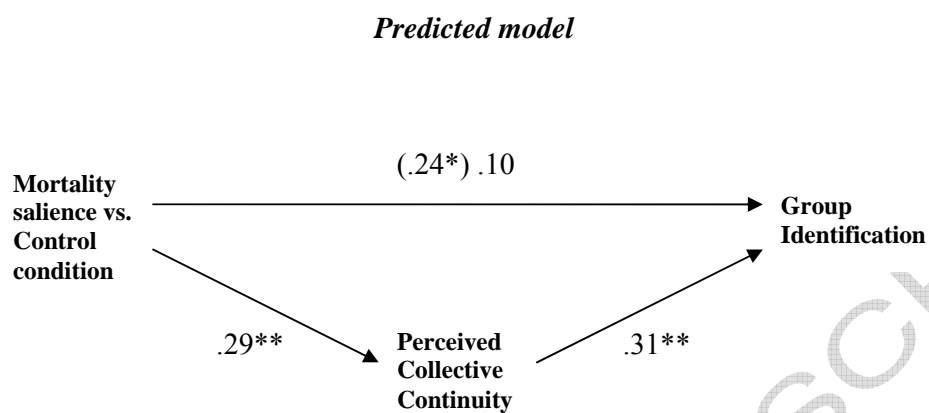 Predicted model
(.24*) .10
Mortality
salience vs.
Control
condition
Group
Identification
.29**
Perceived
Collective
Continuity
.31**